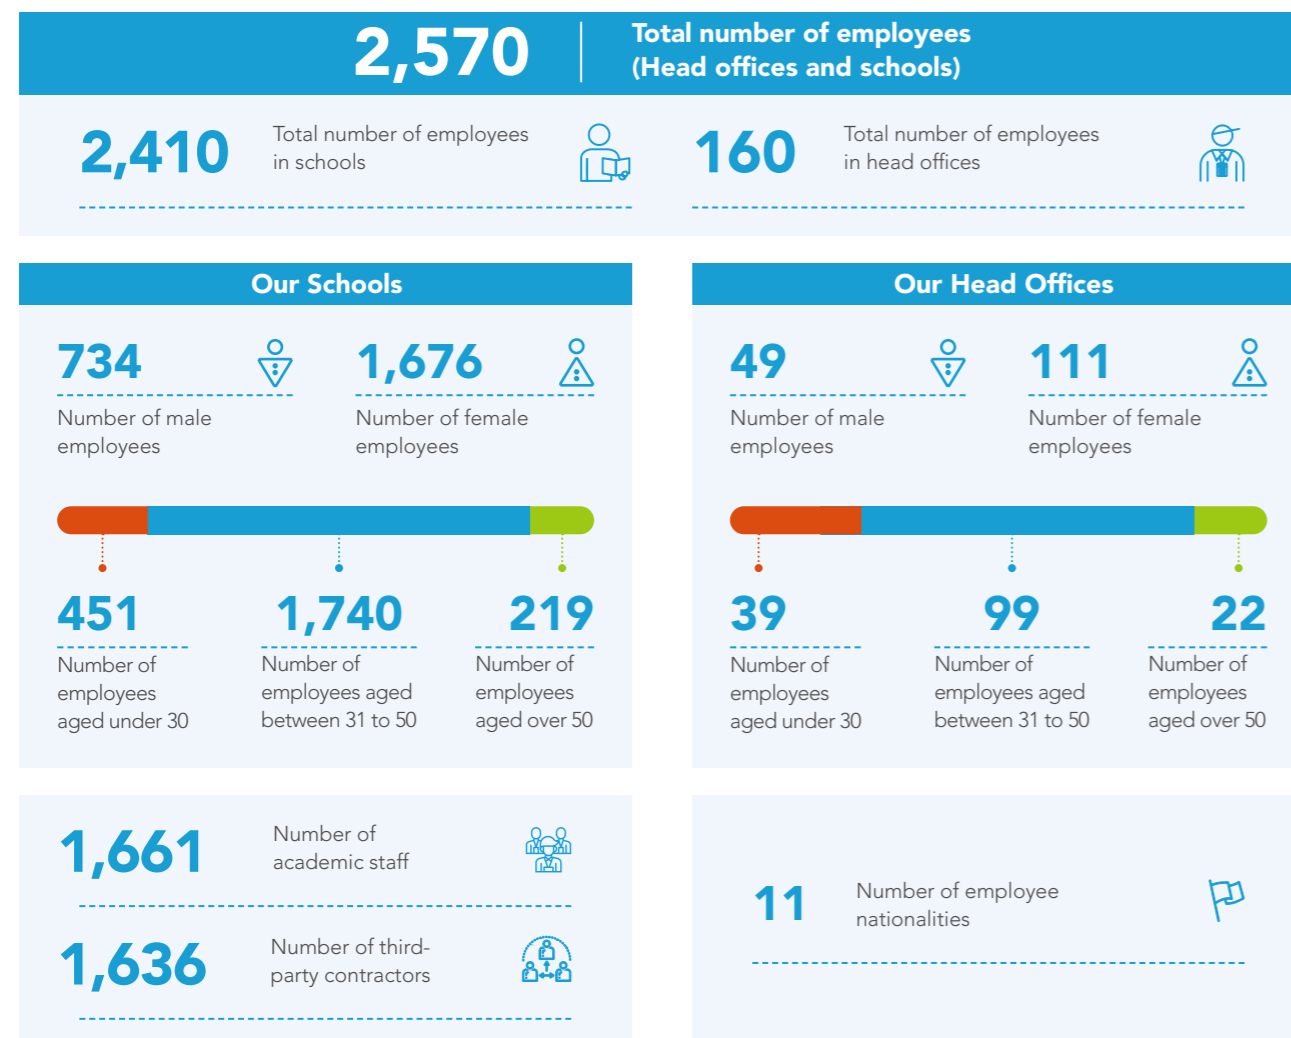 2,570
Total number of employees
(Head offices and schools)
2,410
Total number of employees
in schools
160
Total number of employees
in head offices
Our Schools
734
Number of male
employees
1,676
Number of female
employees
451
Number of
employees
aged under 30
1,740
Number of
employees aged
between 31 to 50
219
Number of
employees
aged over 50
Our Head Offices
49
Number of male
employees
111
Number of female
employees
39
Number of
employees
aged under 30
99
Number of
employees aged
between 31 to 50
22
Number of
employees
aged over 50
1,661
Number of
academic staff
1,636
Number of third-
party contractors
11
Number of employee
nationalities